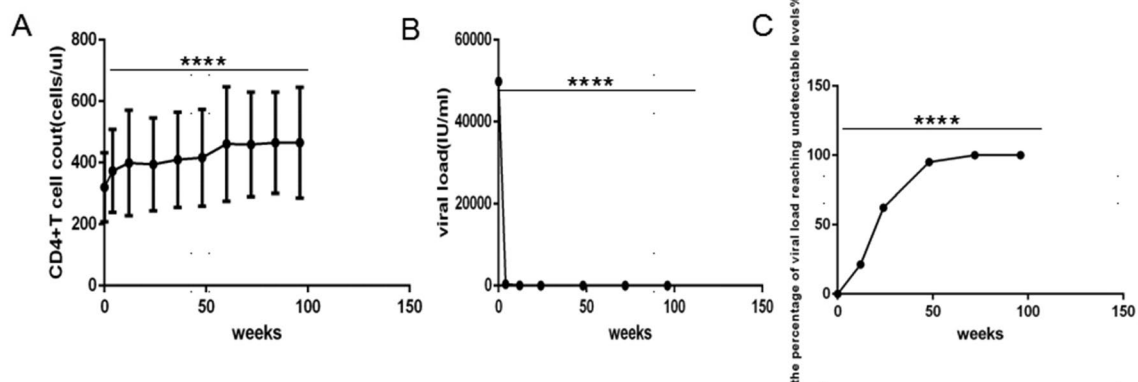 A
CD4+T cell cout(cells/ul)
800
600
400
200
0
****
0 50 100 150
weeks
B
viral load(IU/ml)
60000
40000
20000
0
****
0 50 100 150
weeks
C
the percentage of viral load reaching undetectable levels%
150
100
50
0
****
0 50 100 150
weeks